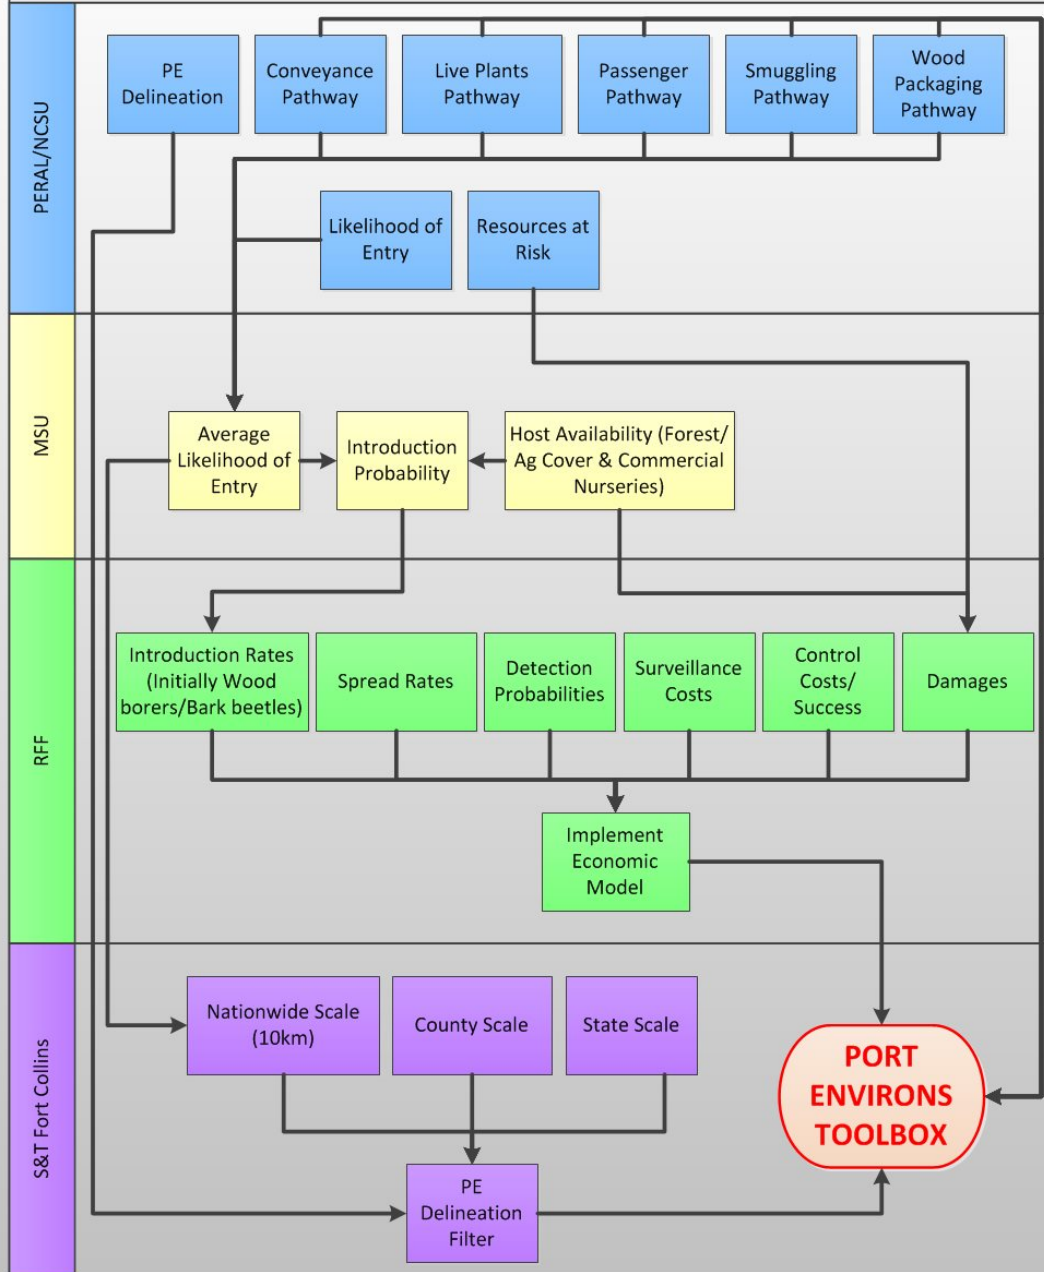 PERAL/NCSU
PE
Delineation
Conveyance
Pathway
Live Plants
Pathway
Passenger
Pathway
Smuggling
Pathway
Wood
Packaging
Pathway
Likelihood of
Entry
Resources at
Risk
MSU
Average
Likelihood of
Entry
Introduction
Probability
Host Availability (Forest/
Ag Cover & Commercial
Nurseries)
RFF
Introduction Rates
(Initially Wood
borers/Bark beetles)
Spread Rates
Detection
Probabilities
Surveillance
Costs
Control
Costs/
Success
Damages
Implement
Economic
Model
S&T Fort Collins
Nationwide Scale
(10km)
County Scale
State Scale
PORT
ENVIRONS
TOOLBOX
PE
Delineation
Filter